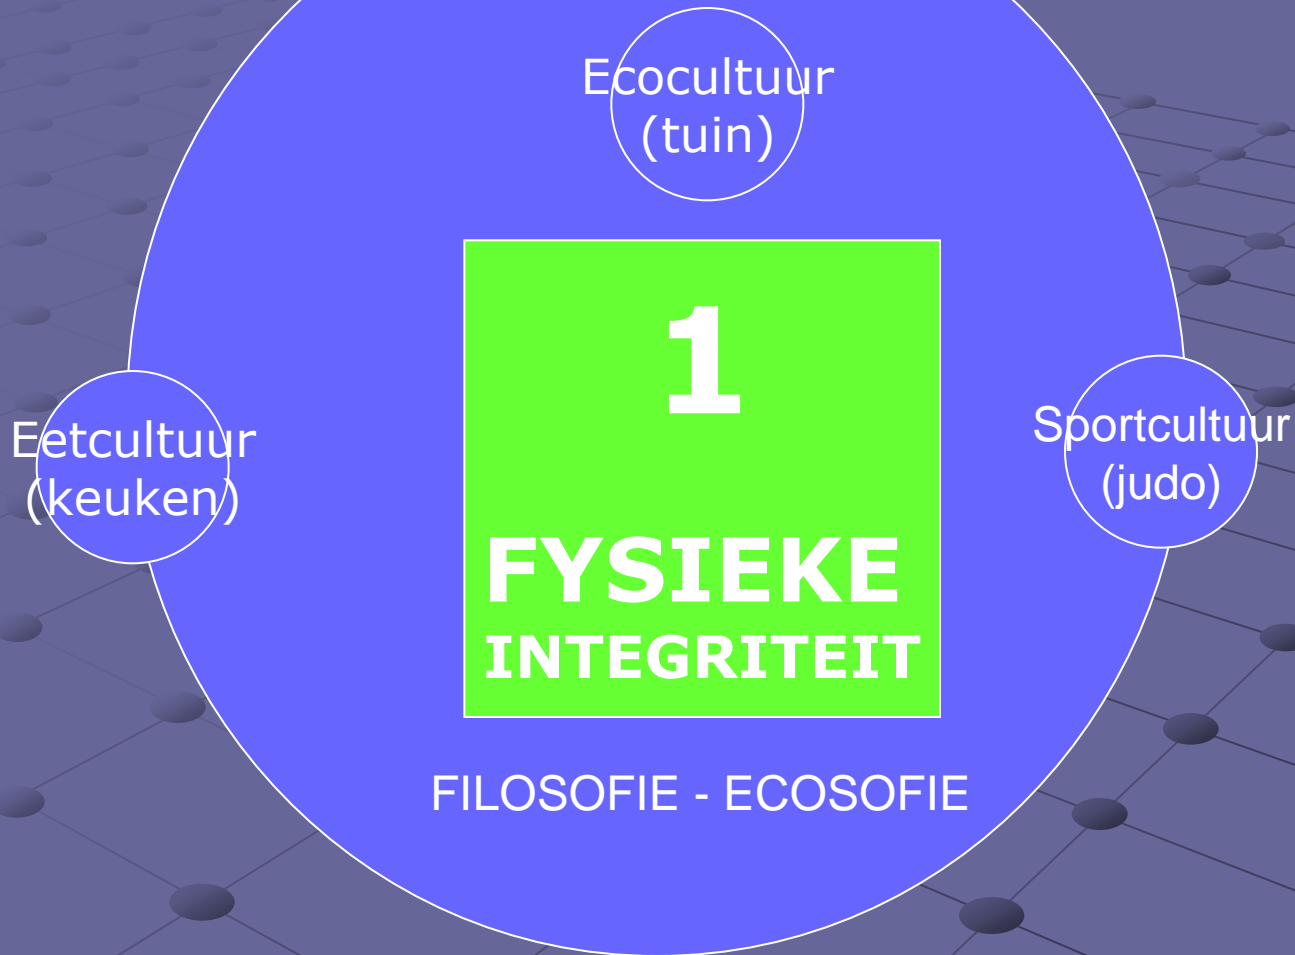 Ecocultuur
(tuin)
1
Eetcultuur
(keuken)
Sportcultuur
(judo)
FYSIEKE
INTEGRITEIT
FILOSOFIE - ECOSOFIE